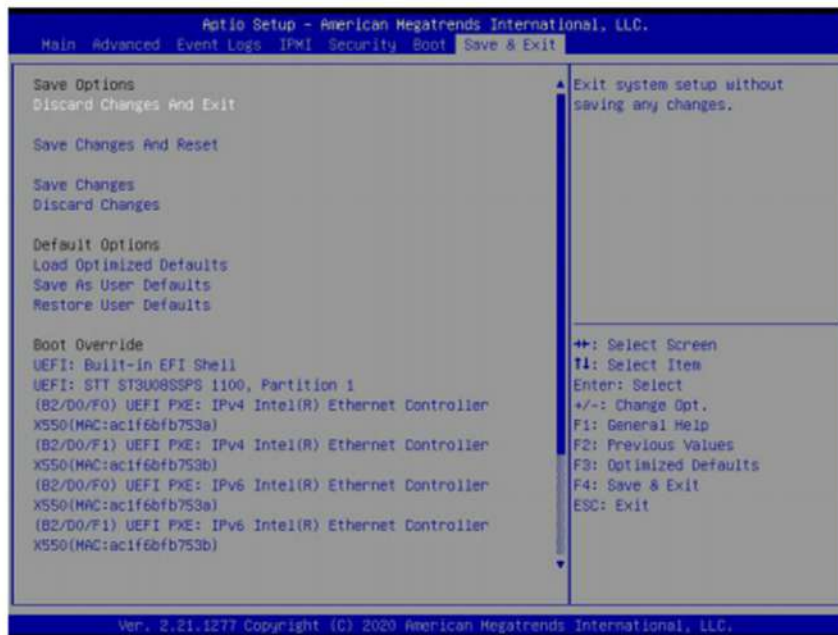 Aptio Setup - American Megatrends International, LLC.
Main Advanced Event Logs IPMI Security Boot Save & Exit
Save Options
Discard Changes And Exit
Save Changes And Reset
Save Changes
Discard Changes
Default Options
Load Optimized Defaults
Save As User Defaults
Restore User Defaults
Boot Override
UEFI: Built-in EFI Shell
UEFI: STT ST3U08SSPS 1100, Partition 1
(B2/D0/F0) UEFI PXE: IPv4 Intel(R) Ethernet Controller
X550(MAC:ac1f6bfb753a)
(B2/D0/F1) UEFI PXE: IPv4 Intel(R) Ethernet Controller
X550(MAC:ac1f6bfb753b)
(B2/D0/F0) UEFI PXE: IPv6 Intel(R) Ethernet Controller
X550(MAC:ac1f6bfb753a)
(B2/D0/F1) UEFI PXE: IPv6 Intel(R) Ethernet Controller
X550(MAC:ac1f6bfb753b)
Exit system setup without
saving any changes.
→←: Select Screen
↑↓: Select Item
Enter: Select
+/-: Change Opt.
F1: General Help
F2: Previous Values
F3: Optimized Defaults
F4: Save & Exit
ESC: Exit
Ver. 2.21.1277 Copyright (C) 2020 American Megatrends International, LLC.